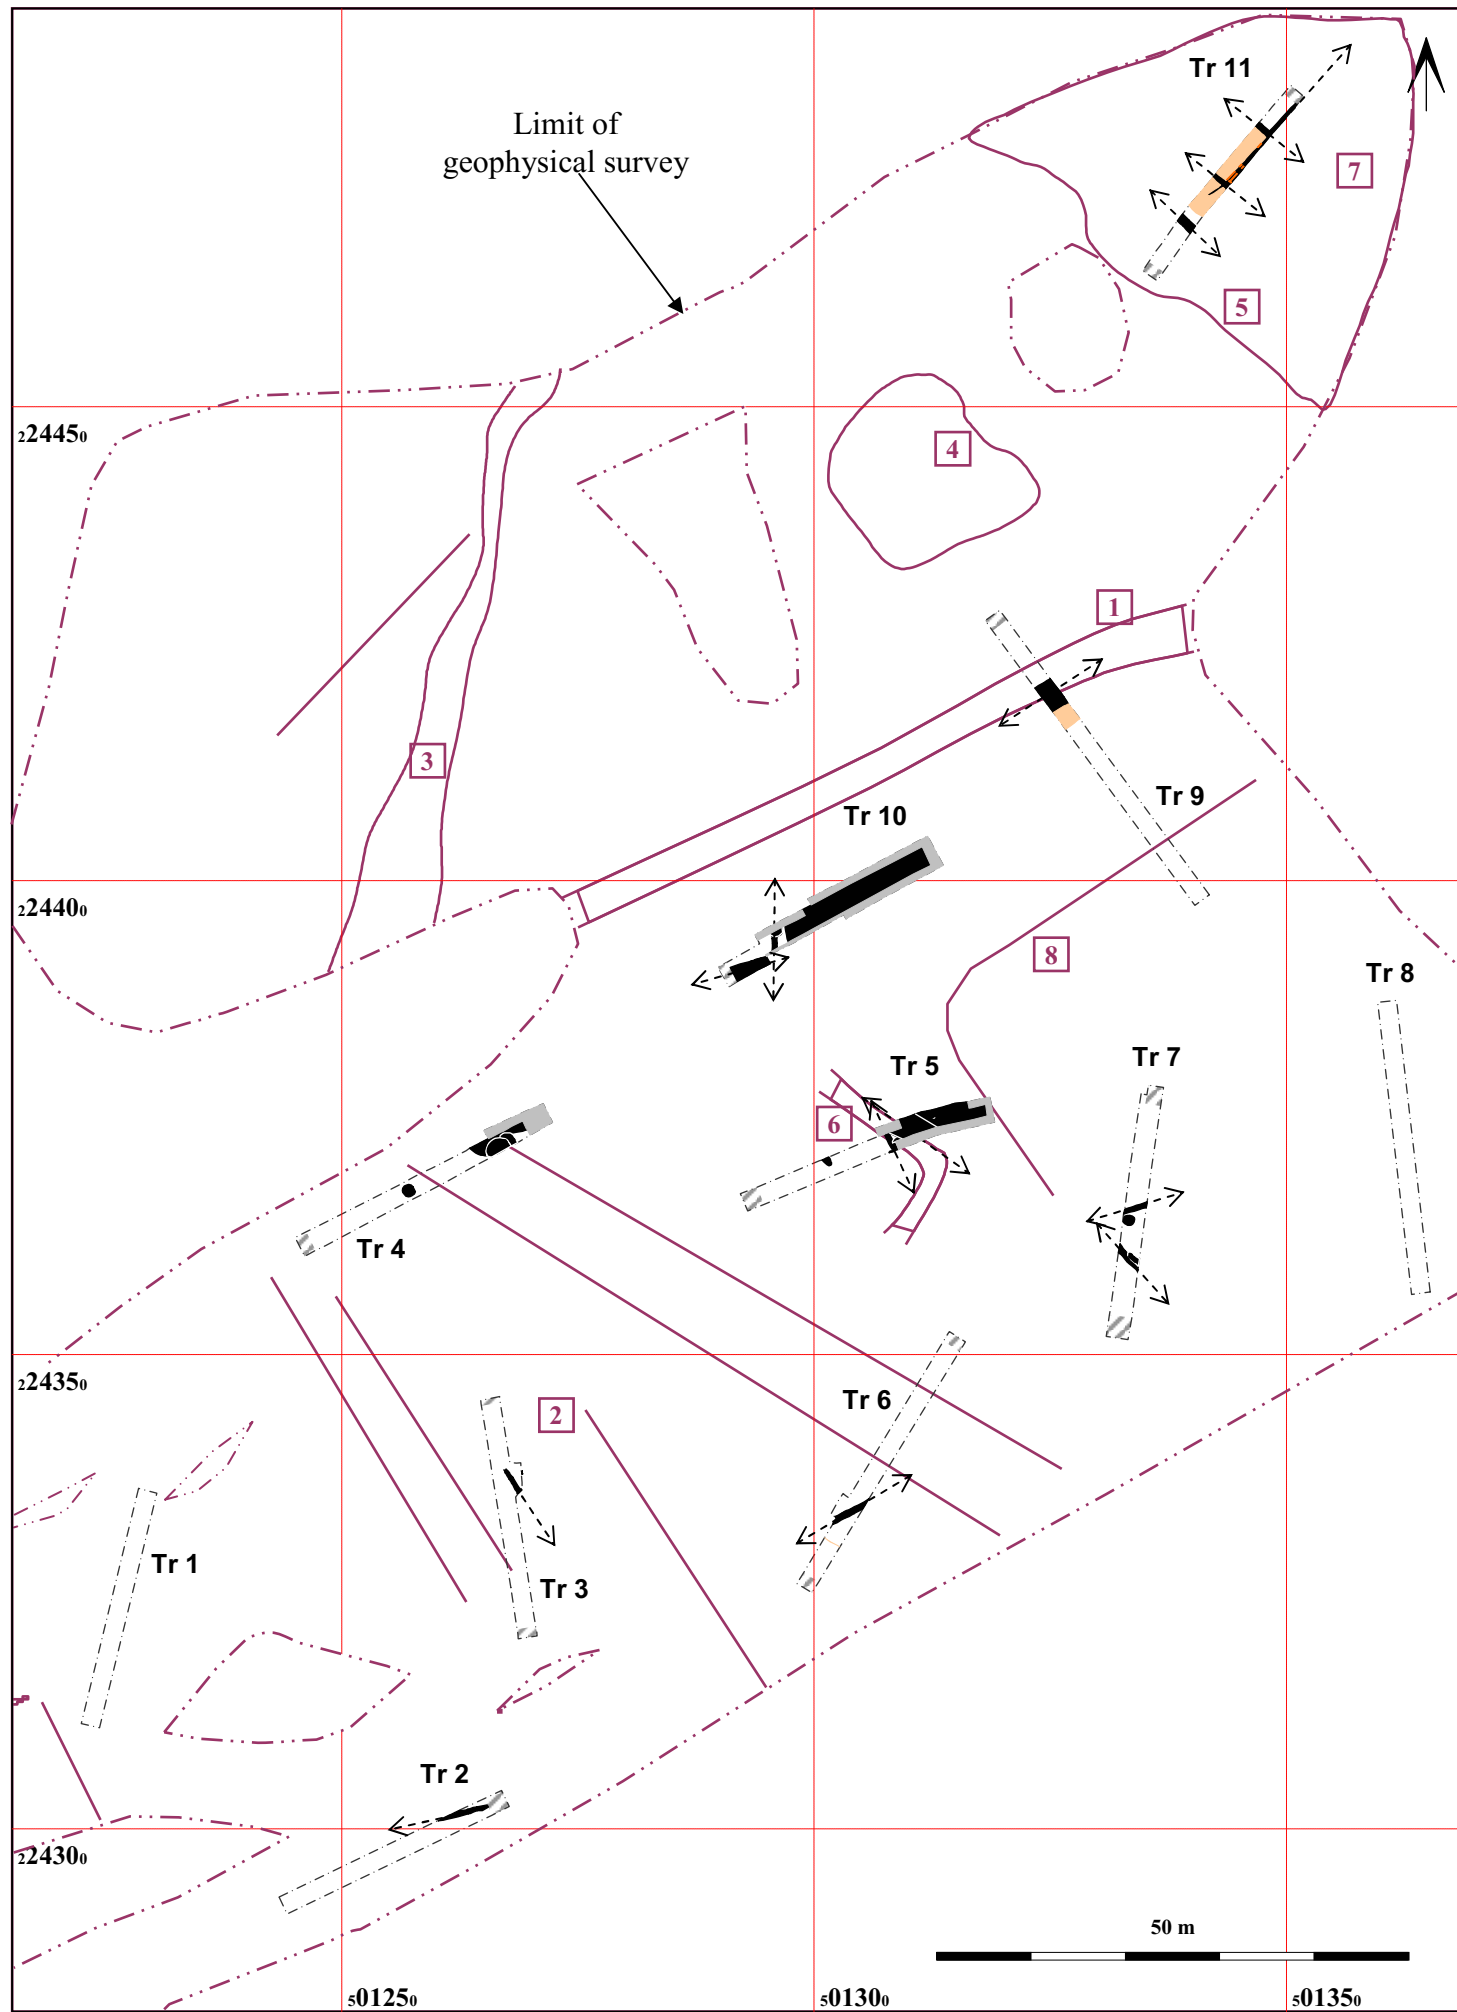 Tr 11
Limit of
geophysical survey
7
5
224450
4
1
3
Tr 9
Tr 10
224400
8
Tr 8
Tr 7
Tr 5
6
Tr 4
224350
Tr 6
2
Tr 1
Tr 3
Tr 2
224300
50 m
501250
501300
501350